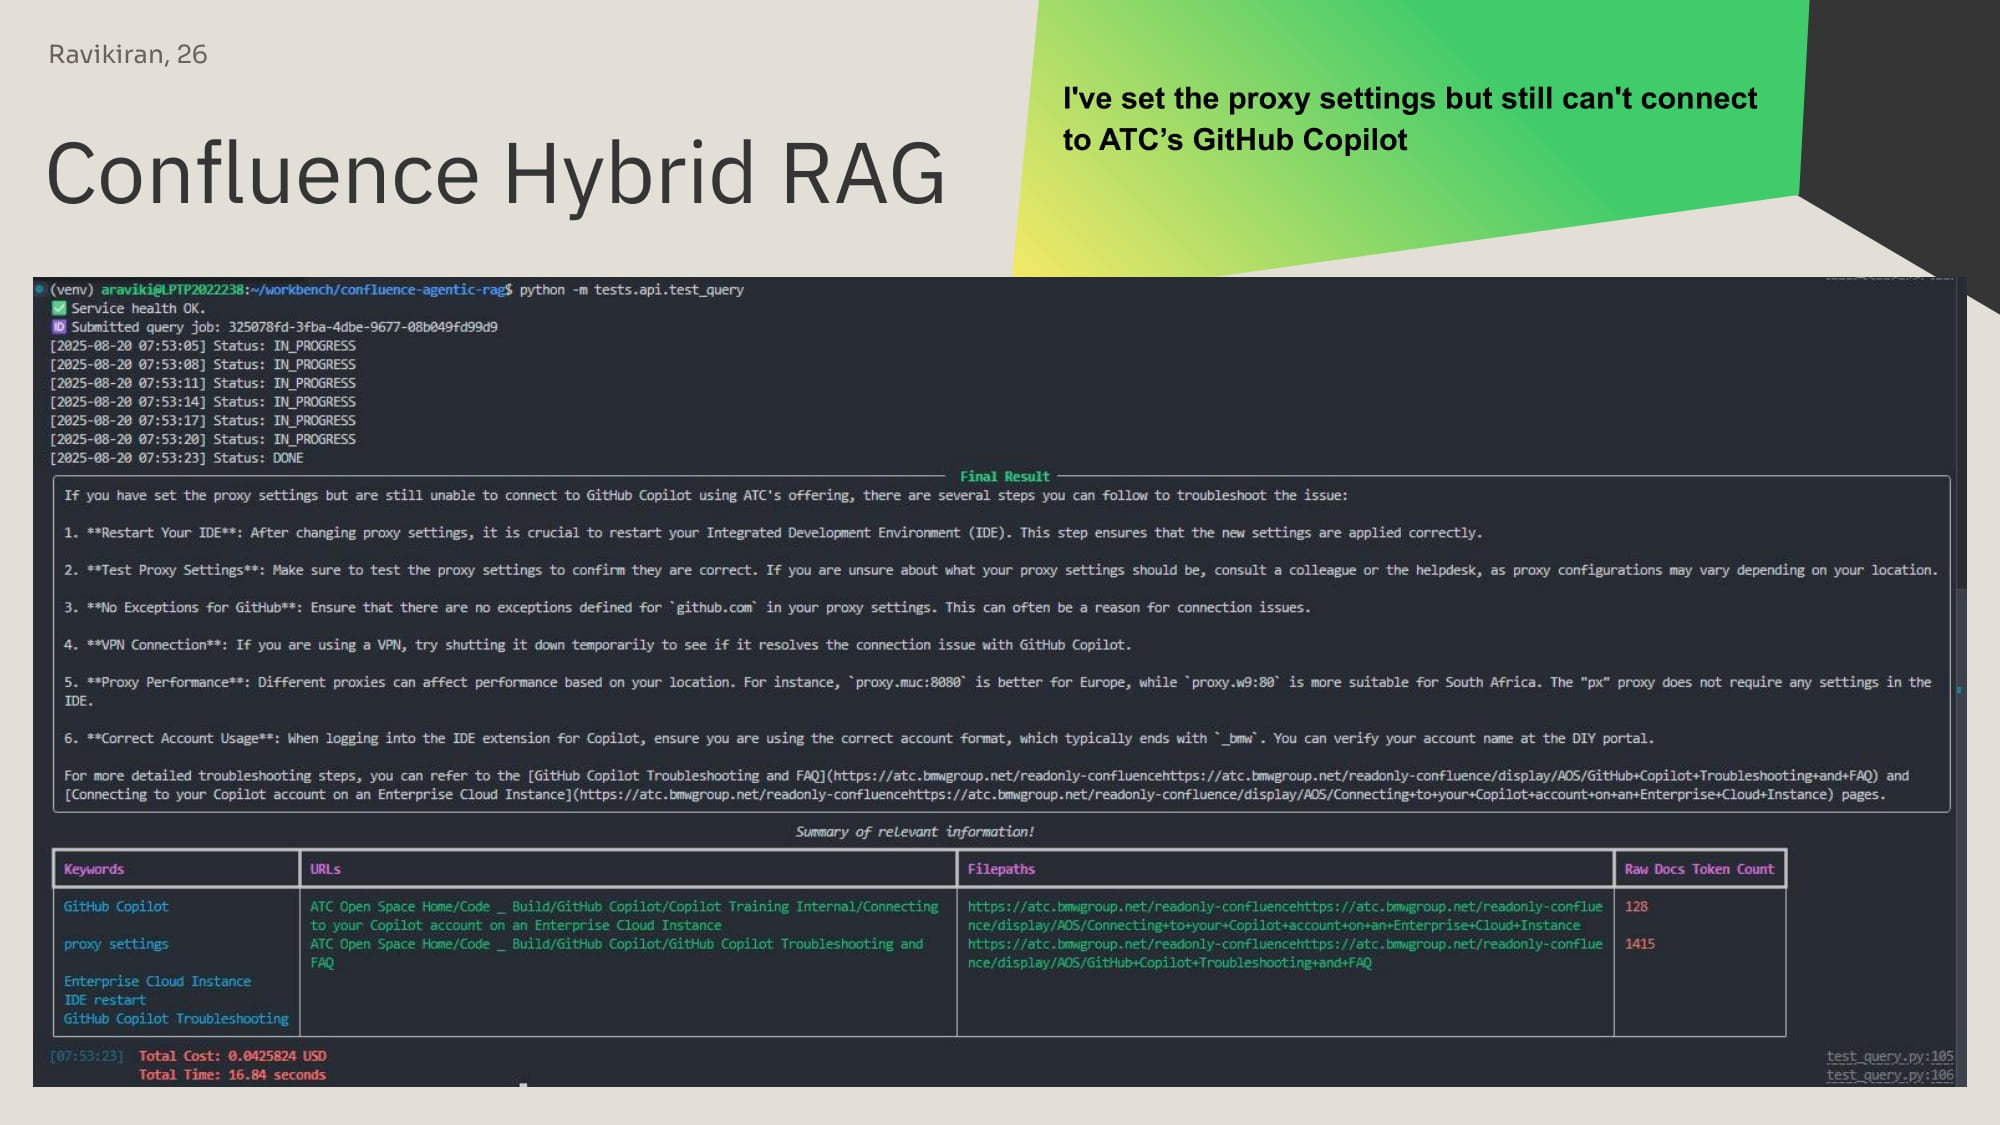 Ravikiran, 26
Confluence Hybrid RAG
I've set the proxy settings but still can't connect
to ATC’s GitHub Copilot
(venv) araviki@LPTP2022238:~/workbench/confluence-agentic-rag$ python -m tests.api.test_query
✅ Service health OK.
🆔 Submitted query job: 325078fd-3fba-4dbe-9677-08b049fd99d9
[2025-08-20 07:53:05] Status: IN_PROGRESS
[2025-08-20 07:53:08] Status: IN_PROGRESS
[2025-08-20 07:53:11] Status: IN_PROGRESS
[2025-08-20 07:53:14] Status: IN_PROGRESS
[2025-08-20 07:53:17] Status: IN_PROGRESS
[2025-08-20 07:53:20] Status: IN_PROGRESS
[2025-08-20 07:53:23] Status: DONE
Final Result
If you have set the proxy settings but are still unable to connect to GitHub Copilot using ATC's offering, there are several steps you can follow to troubleshoot the issue:
1. **Restart Your IDE**: After changing proxy settings, it is crucial to restart your Integrated Development Environment (IDE). This step ensures that the new settings are applied correctly.
2. **Test Proxy Settings**: Make sure to test the proxy settings to confirm they are correct. If you are unsure about what your proxy settings should be, consult a colleague or the helpdesk, as proxy configurations may vary depending on your location.
3. **No Exceptions for GitHub**: Ensure that there are no exceptions defined for `github.com` in your proxy settings. This can often be a reason for connection issues.
4. **VPN Connection**: If you are using a VPN, try shutting it down temporarily to see if it resolves the connection issue with GitHub Copilot.
5. **Proxy Performance**: Different proxies can affect performance based on your location. For instance, `proxy.muc:8080` is better for Europe, while `proxy.w9:80` is more suitable for South Africa. The "px" proxy does not require any settings in the
IDE.
6. **Correct Account Usage**: When logging into the IDE extension for Copilot, ensure you are using the correct account format, which typically ends with `_bmw`. You can verify your account name at the DIY portal.
For more detailed troubleshooting steps, you can refer to the [GitHub Copilot Troubleshooting and FAQ](https://atc.bmwgroup.net/readonly-confluencehttps://atc.bmwgroup.net/readonly-confluence/display/AOS/GitHub+Copilot+Troubleshooting+and+FAQ) and
[Connecting to your Copilot account on an Enterprise Cloud Instance](https://atc.bmwgroup.net/readonly-confluencehttps://atc.bmwgroup.net/readonly-confluence/display/AOS/Connecting+to+your+Copilot+account+on+an+Enterprise+Cloud+Instance) pages.
Summary of relevant information!
Keywords URLs Filepaths Raw Docs Token Count
GitHub Copilot ATC Open Space Home/Code _ Build/GitHub Copilot/Copilot Training Internal/Connecting https://atc.bmwgroup.net/readonly-confluencehttps://atc.bmwgroup.net/readonly-conflue 128
to your Copilot account on an Enterprise Cloud Instance nce/display/AOS/Connecting+to+your+Copilot+account+on+an+Enterprise+Cloud+Instance
proxy settings ATC Open Space Home/Code _ Build/GitHub Copilot/GitHub Copilot Troubleshooting and https://atc.bmwgroup.net/readonly-confluencehttps://atc.bmwgroup.net/readonly-conflue 1415
FAQ nce/display/AOS/GitHub+Copilot+Troubleshooting+and+FAQ
Enterprise Cloud Instance
IDE restart
GitHub Copilot Troubleshooting
[07:53:23] Total Cost: 0.0425824 USD test_query.py:105
Total Time: 16.84 seconds test_query.py:106